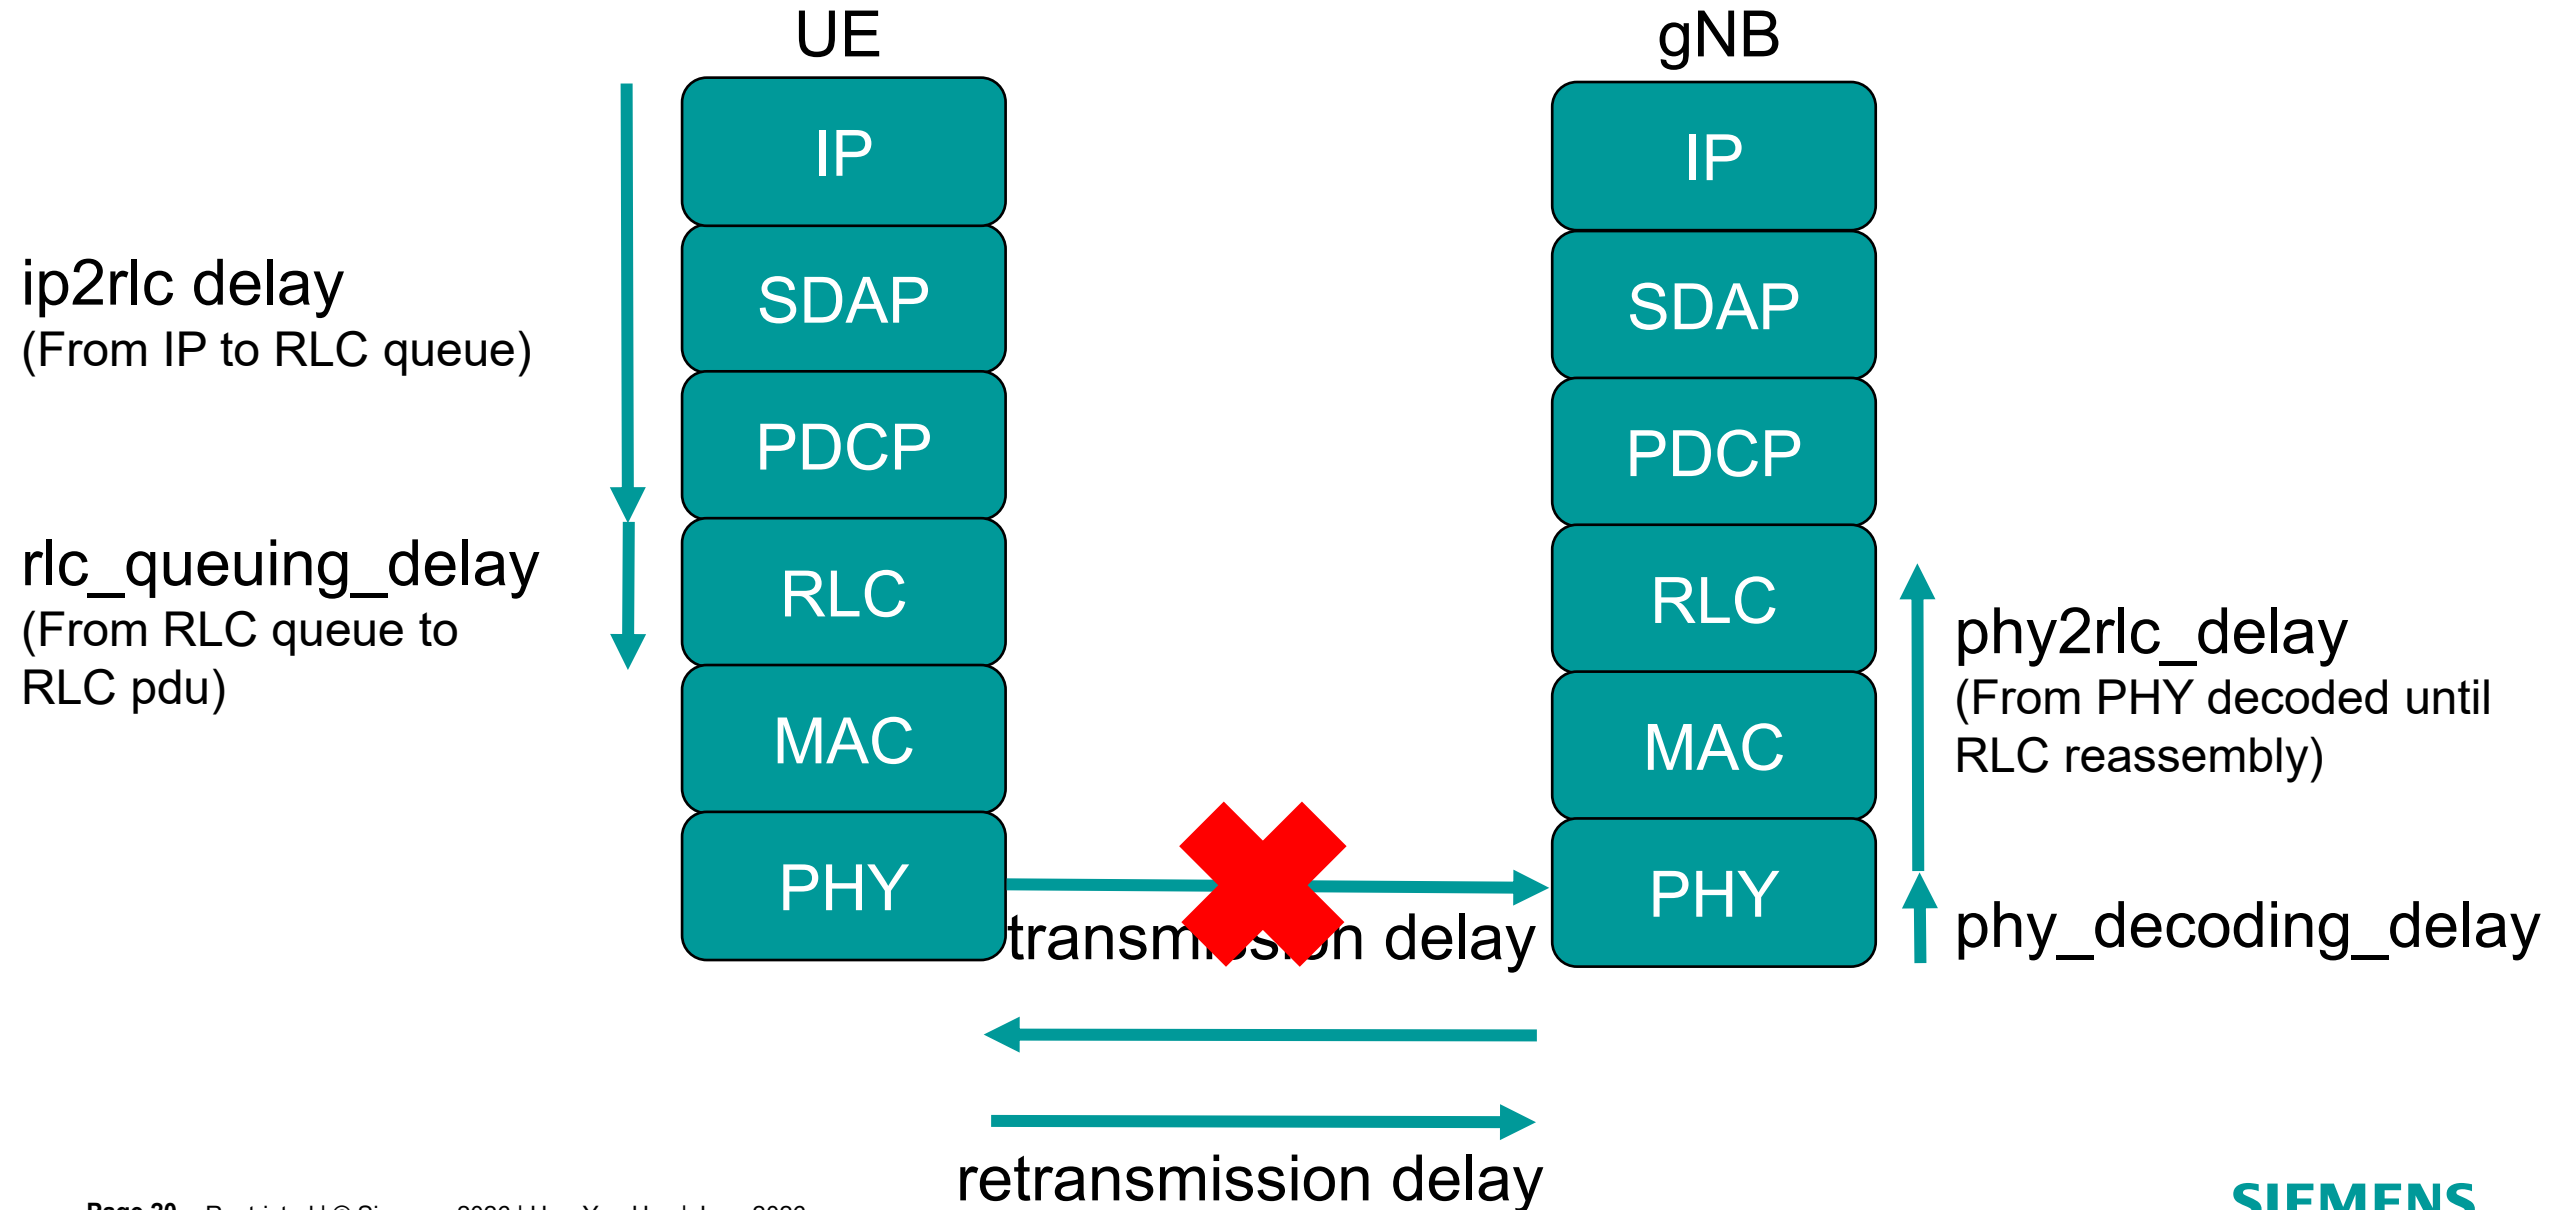 UE
gNB
IP
SDAP
PDCP
RLC
MAC
PHY
IP
SDAP
PDCP
RLC
MAC
PHY
ip2rlc delay
(From IP to RLC queue)
rlc_queuing_delay
(From RLC queue to
RLC pdu)
phy2rlc_delay
(From PHY decoded until
RLC reassembly)
phy_decoding_delay
transmission delay
retransmission delay
SIEMENS